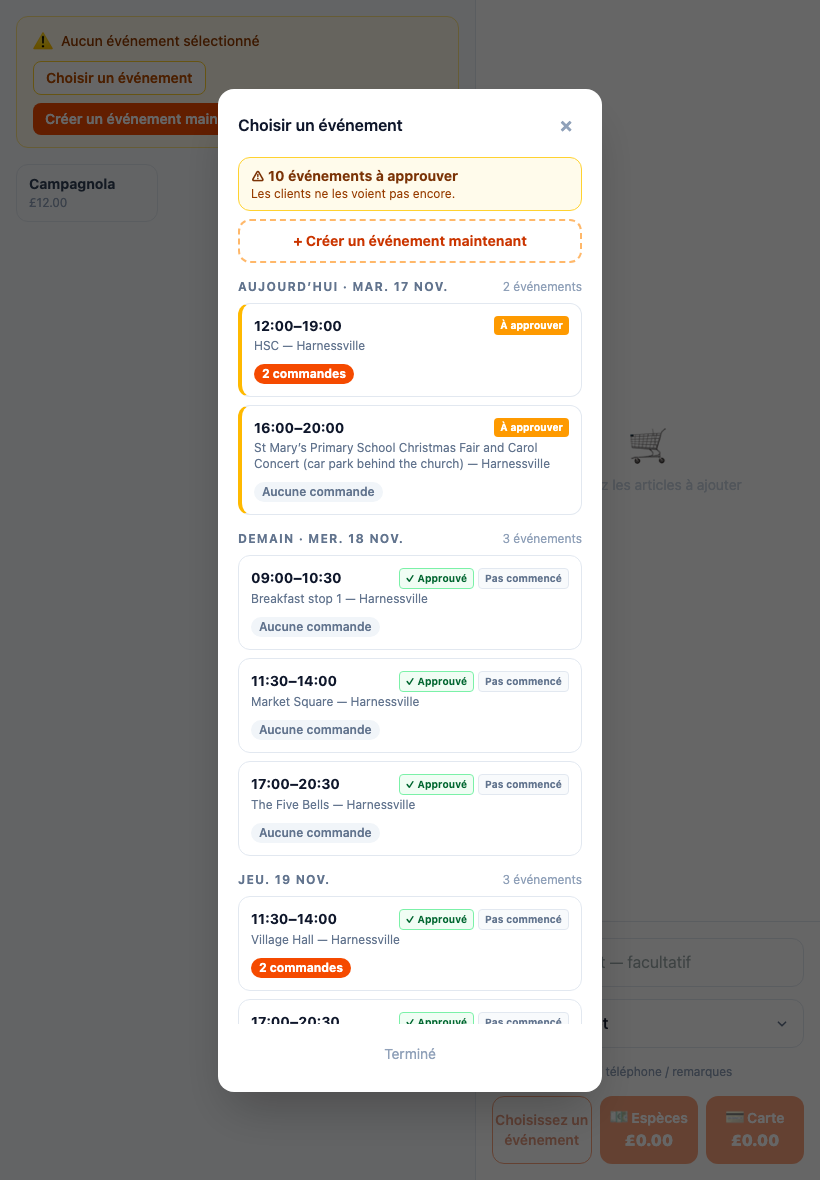 Aucun événement sélectionné
Choisir un événement
Créer un événement main
Campagnola
£12.00
Choisir un événement
10 événements à approuver
Les clients ne les voient pas encore.
+ Créer un événement maintenant
AUJOURD'HUI · MAR. 17 NOV.
2 événements
12:00–19:00
À approuver
HSC — Harnessville
2 commandes
16:00–20:00
À approuver
St Mary's Primary School Christmas Fair and Carol
Concert (car park behind the church) — Harnessville
Aucune commande
DEMAIN · MER. 18 NOV.
3 événements
09:00–10:30
✓ Approuvé
Pas commencé
Breakfast stop 1 — Harnessville
Aucune commande
11:30–14:00
✓ Approuvé
Pas commencé
Market Square — Harnessville
Aucune commande
17:00–20:30
✓ Approuvé
Pas commencé
The Five Bells — Harnessville
Aucune commande
JEU. 19 NOV.
3 événements
11:30–14:00
✓ Approuvé
Pas commencé
Village Hall — Harnessville
2 commandes
17:00–20:30
✓ Approuvé
Pas commencé
Terminé
z les articles à ajouter
t — facultatif
téléphone / remarques
Choisissez un
événement
Espèces
£0.00
Carte
£0.00